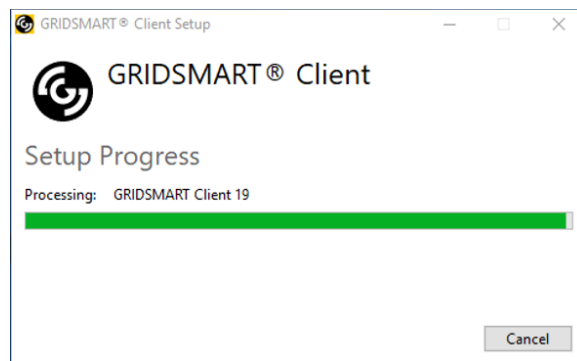 GRIDSMART® Client Setup
GRIDSMART® Client
Setup Progress
Processing: GRIDSMART Client 19
Cancel